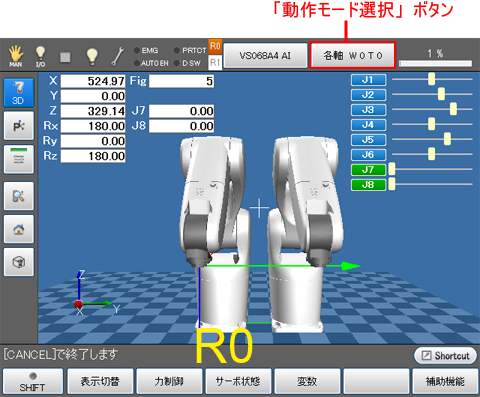 「動作モード選択」ボタン
MAN I/O EMG PRTCT AUTO EN D SW R0 R1 VS068A4 AI 各軸 W0T0 1 %
3D
X 524.97 Fig 5
Y 0.00
Z 329.14 J7 0.00
Rx 180.00 J8 0.00
Ry 0.00
Rz 180.00
J1
J2
J3
J4
J5
J6
J7
J8
P
Z
X
Y
R0
[CANCEL]で終了します
Shortcut
SHIFT 表示切替 力制御 サーボ状態 変数 補助機能